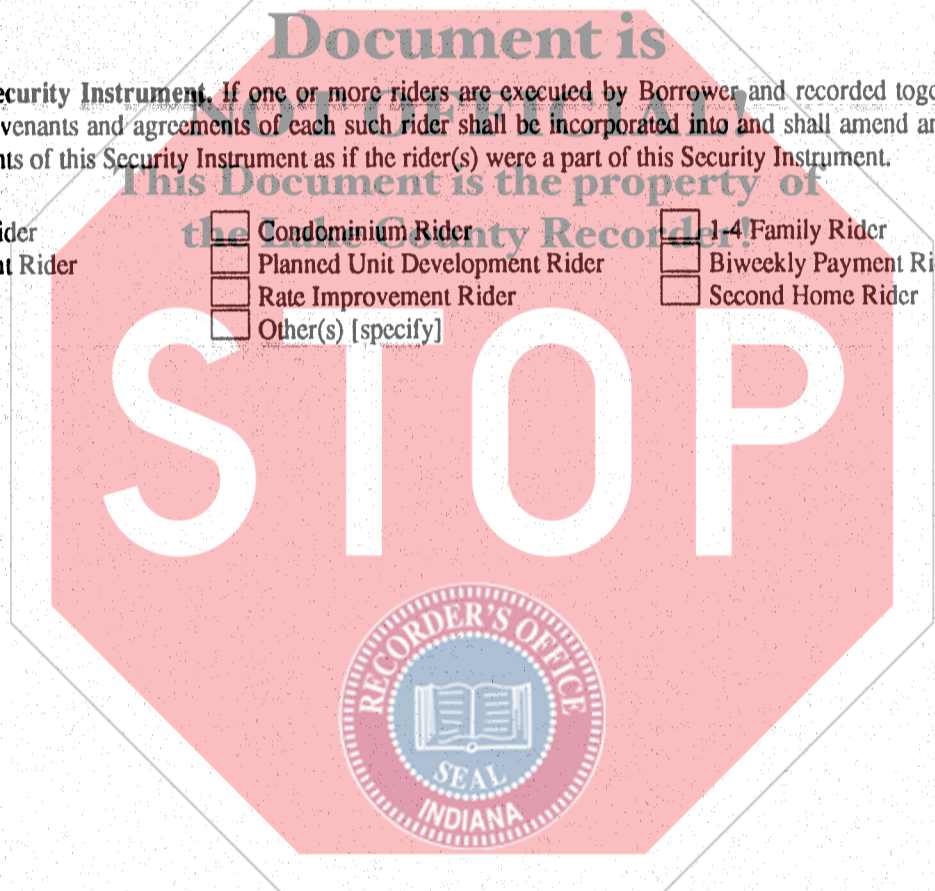 Document is
ecurity Instrument. If one or more riders are executed by Borrower and recorded toge
NOT OFFICIAL!
venants and agreements of each such rider shall be incorporated into and shall amend an
nts of this Security Instrument as if the rider(s) were a part of this Security Instrument.
This Document is the property of
the Lake County Recorder!
ider Condominium Rider 1-4 Family Rider
nt Rider Planned Unit Development Rider Biweekly Payment Ri
Rate Improvement Rider Second Home Rider
Other(s) [specify]
STOP
RECORDER'S OFFICE
SEAL
INDIANA